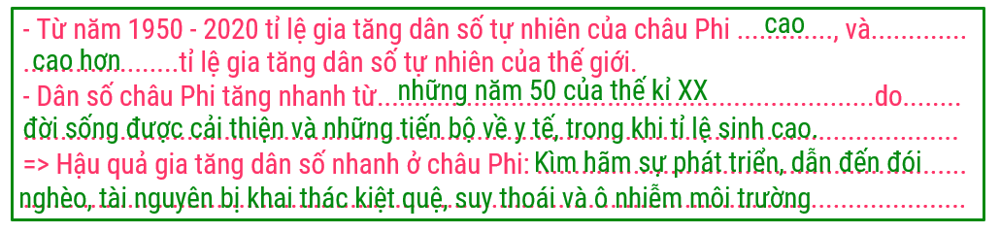 - Từ năm 1950 - 2020 tỉ lệ gia tăng dân số tự nhiên của châu Phi ....cao....., và.............
..cao hơn........tỉ lệ gia tăng dân số tự nhiên của thế giới.
- Dân số châu Phi tăng nhanh từ...những năm 50 của thế kỉ XX......................do........
đời sống được cải thiện và những tiến bộ về y tế, trong khi tỉ lệ sinh cao...................
=> Hậu quả gia tăng dân số nhanh ở châu Phi: Kìm hãm sự phát triển, dẫn đến đói......
nghèo, tài nguyên bị khai thác kiệt quệ, suy thoái và ô nhiễm môi trường.....................